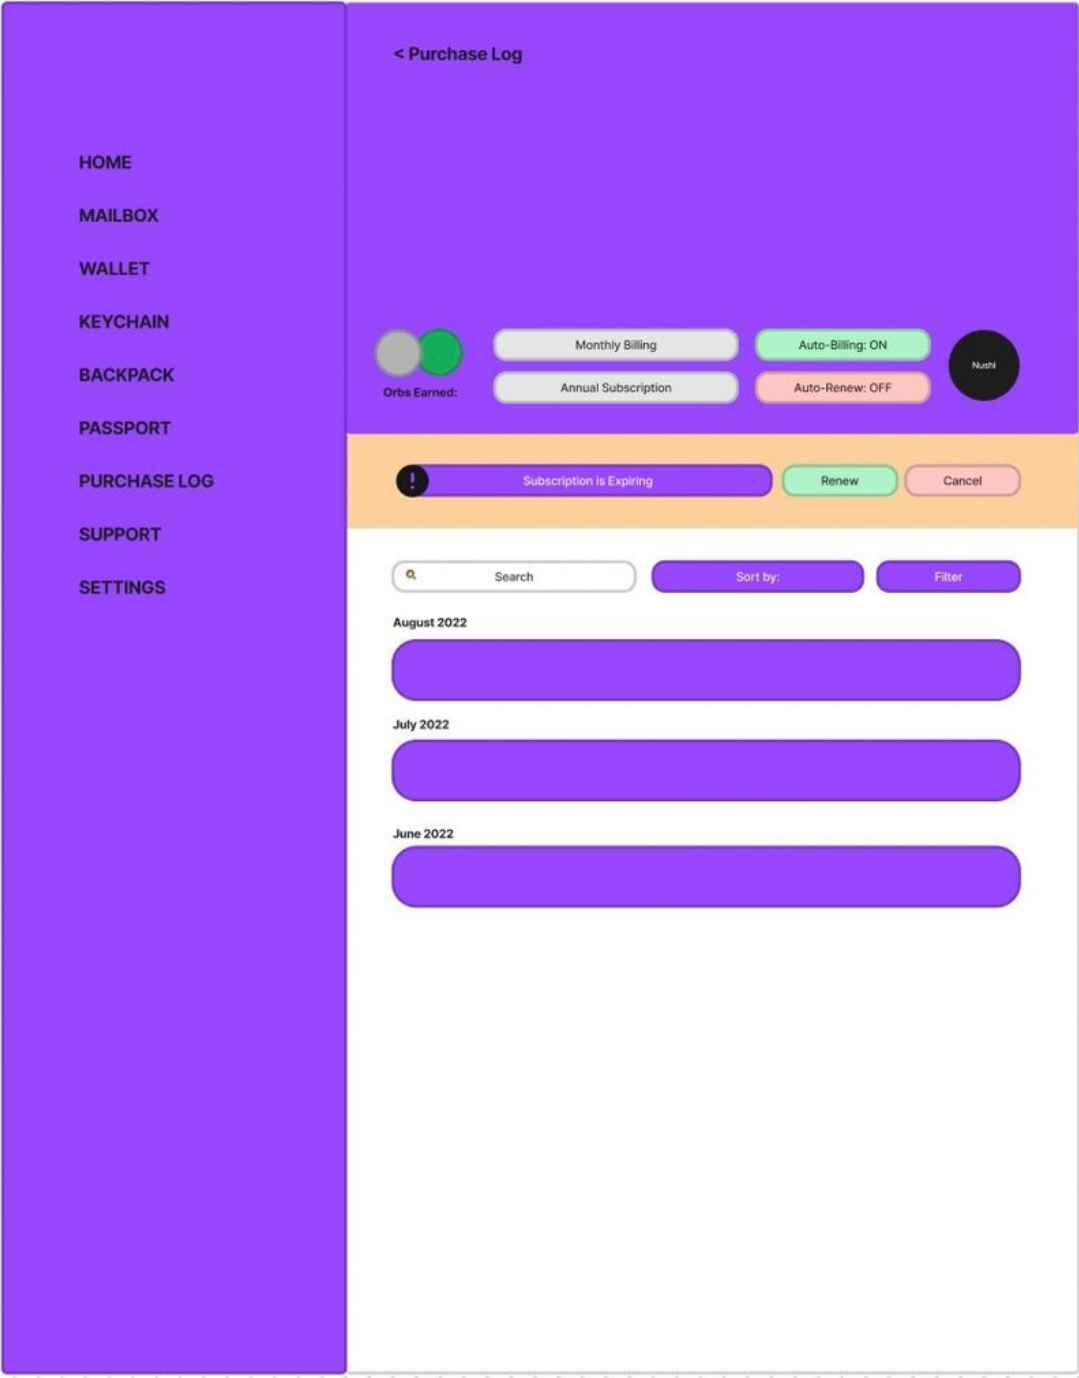 HOME
MAILBOX
WALLET
KEYCHAIN
BACKPACK
PASSPORT
PURCHASE LOG
SUPPORT
SETTINGS
< Purchase Log
Orbs Earned:
Monthly Billing
Annual Subscription
Auto-Billing: ON
Auto-Renew: OFF
Nushi
! Subscription is Expiring
Renew
Cancel
Search
Sort by:
Filter
August 2022
July 2022
June 2022